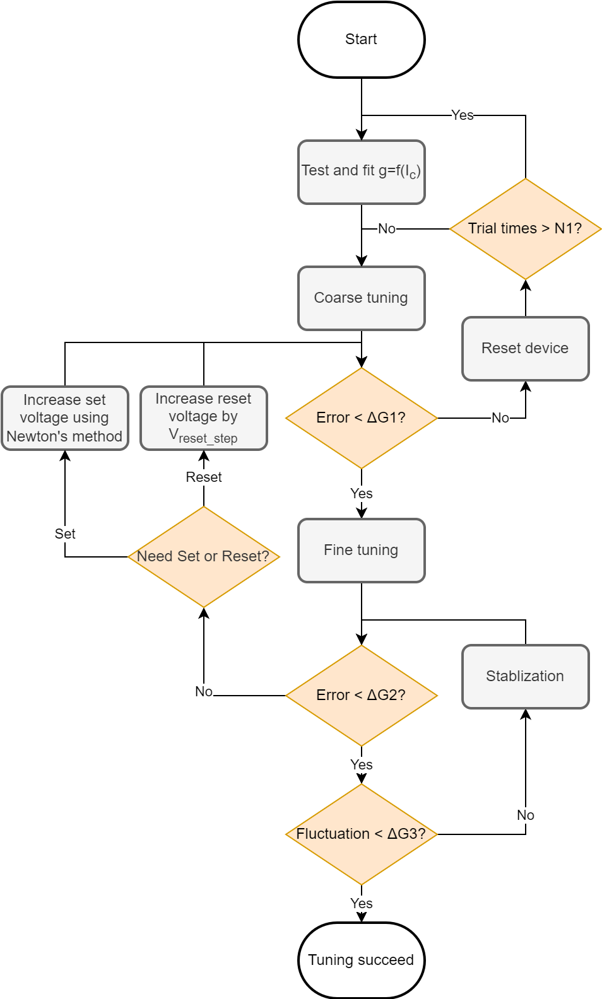 Start
Yes
Test and fit g=f(I_c)
No
Trial times > N1?
Coarse tuning
Reset device
Increase set
voltage using
Newton's method
Increase reset
voltage by
V_reset_step
Error < ΔG1?
No
Reset
Yes
Set
Need Set or Reset?
Fine tuning
Stablization
No
Error < ΔG2?
Yes
No
Fluctuation < ΔG3?
Yes
Tuning succeed